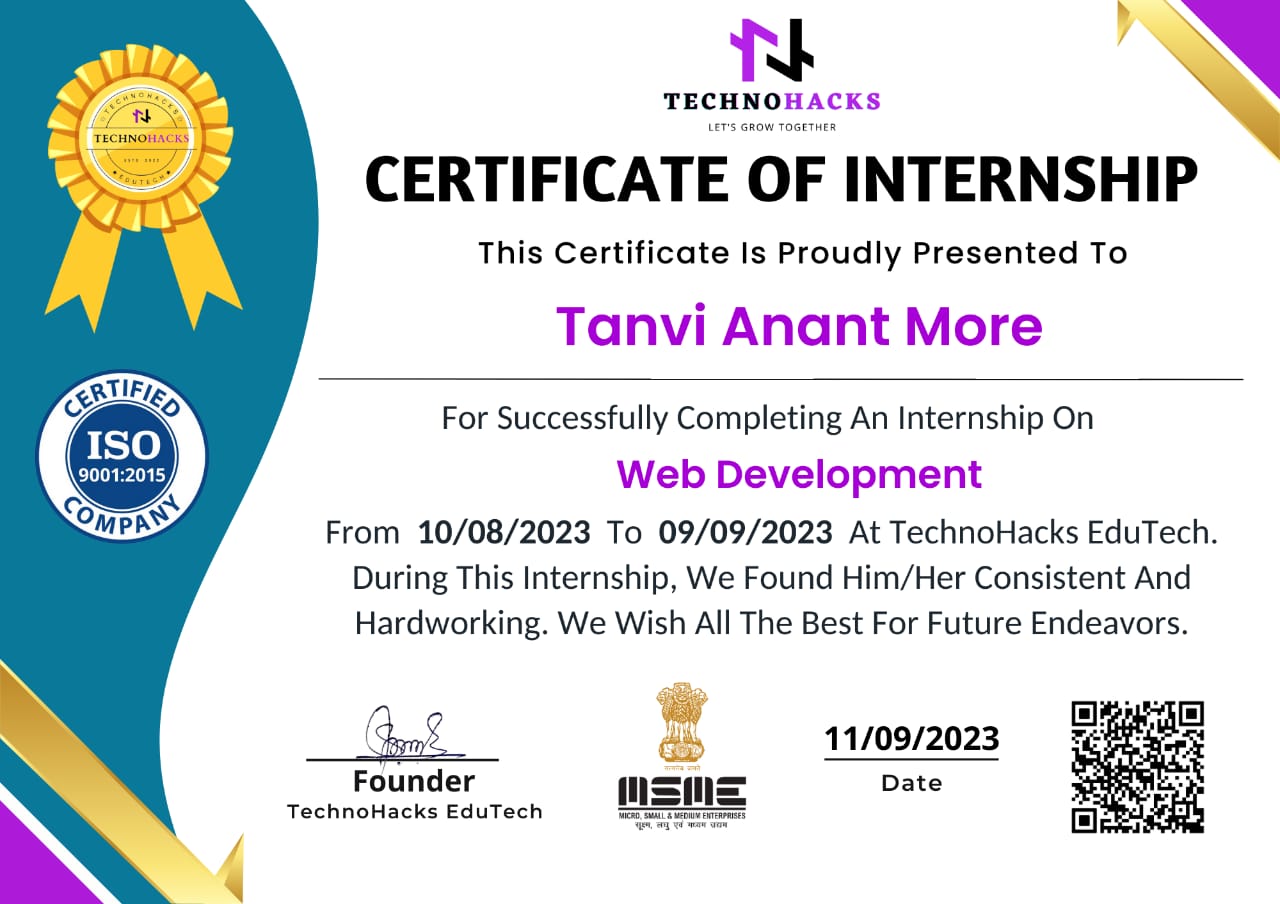 TECHNOHACKS
LET'S GROW TOGETHER
CERTIFICATE OF INTERNSHIP
This Certificate Is Proudly Presented To
Tanvi Anant More
For Successfully Completing An Internship On
Web Development
From 10/08/2023 To 09/09/2023 At TechnoHacks EduTech.
During This Internship, We Found Him/Her Consistent And
Hardworking. We Wish All The Best For Future Endeavors.
TECHNOHACKS
TECHNOHACKS
ESTD 2022
EDUTECH
CERTIFIED
ISO
9001:2015
COMPANY
Founder
TechnoHacks EduTech
सत्यमेव जयते
MSME
MICRO, SMALL & MEDIUM ENTERPRISES
सूक्ष्म, लघु एवं मध्यम उद्यम
11/09/2023
Date